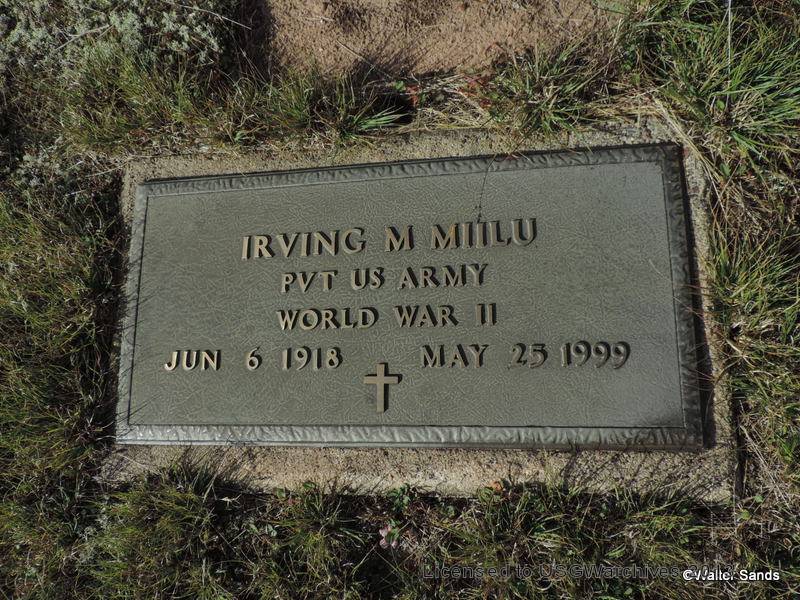 IRVING M MIILU
PVT US ARMY
WORLD WAR II
JUN 6 1918 MAY 25 1999
Licensed to USGWarchives
©Walter Sands